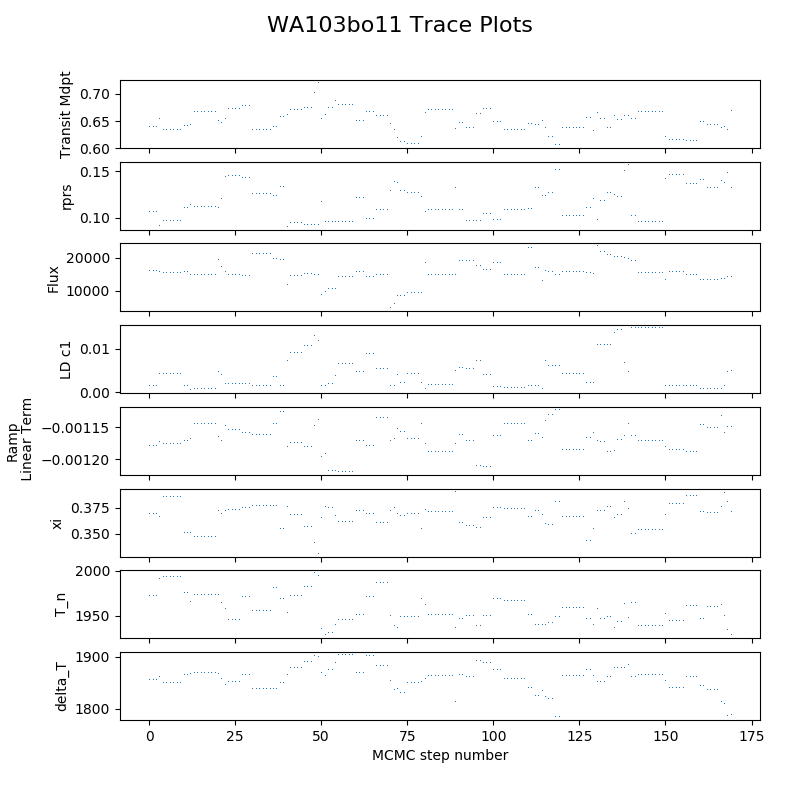 WA103bo11 Trace Plots
Transit Mdpt
0.70
0.65
0.60
rprs
0.15
0.10
Flux
20000
10000
LD c1
0.01
0.00
Ramp
Linear Term
−0.00115
−0.00120
xi
0.375
0.350
T_n
2000
1950
delta_T
1900
1800
0 25 50 75 100 125 150 175
MCMC step number